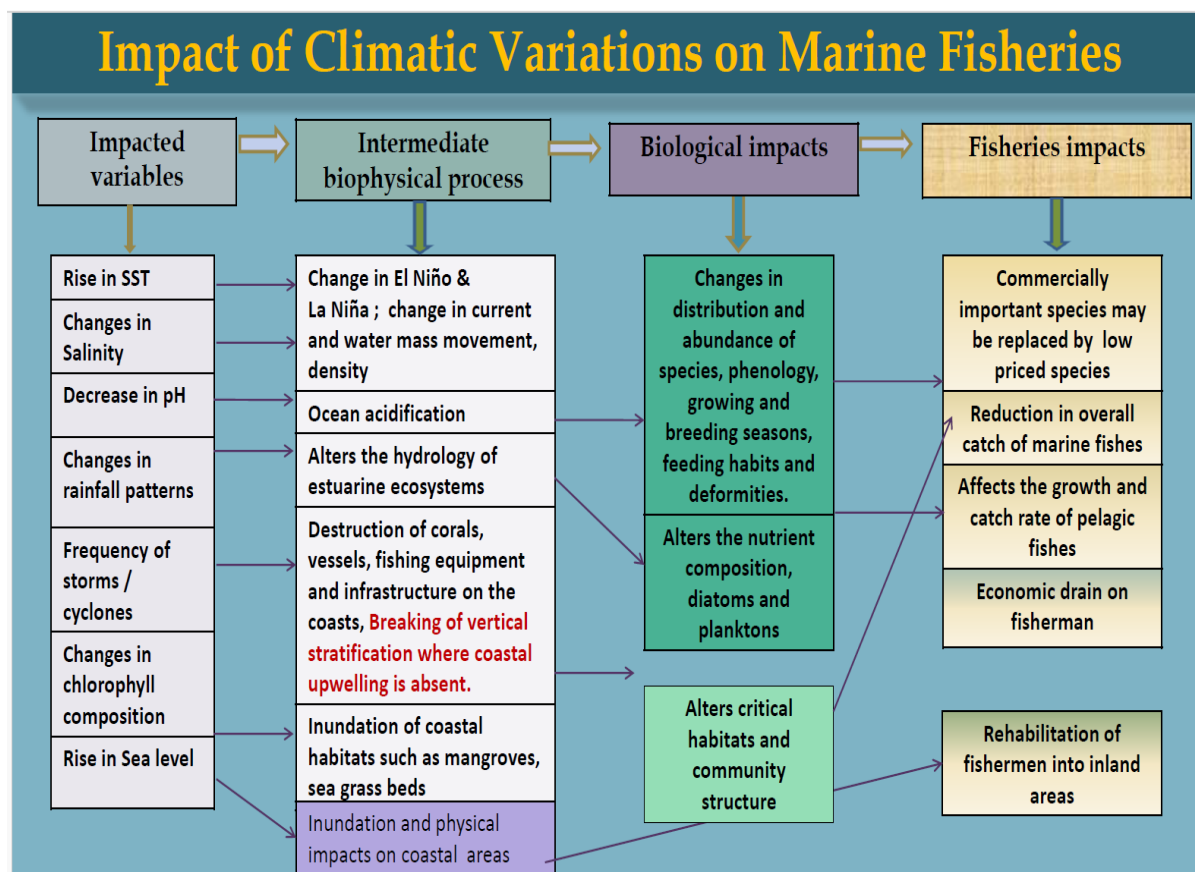 Impact of Climatic Variations on Marine Fisheries
Impacted
variables
Intermediate
biophysical process
Biological impacts
Fisheries impacts
Rise in SST
Changes in
Salinity
Decrease in pH
Changes in
rainfall patterns
Frequency of
storms /
cyclones
Changes in
chlorophyll
composition
Rise in Sea level
Change in El Niño &
La Niña ; change in current
and water mass movement,
density
Ocean acidification
Alters the hydrology of
estuarine ecosystems
Destruction of corals,
vessels, fishing equipment
and infrastructure on the
coasts, Breaking of vertical
stratification where coastal
upwelling is absent.
Inundation of coastal
habitats such as mangroves,
sea grass beds
Inundation and physical
impacts on coastal areas
Changes in
distribution and
abundance of
species, phenology,
growing and
breeding seasons,
feeding habits and
deformities.
Alters the nutrient
composition,
diatoms and
planktons
Alters critical
habitats and
community
structure
Commercially
important species may
be replaced by low
priced species
Reduction in overall
catch of marine fishes
Affects the growth and
catch rate of pelagic
fishes
Economic drain on
fisherman
Rehabilitation of
fishermen into inland
areas